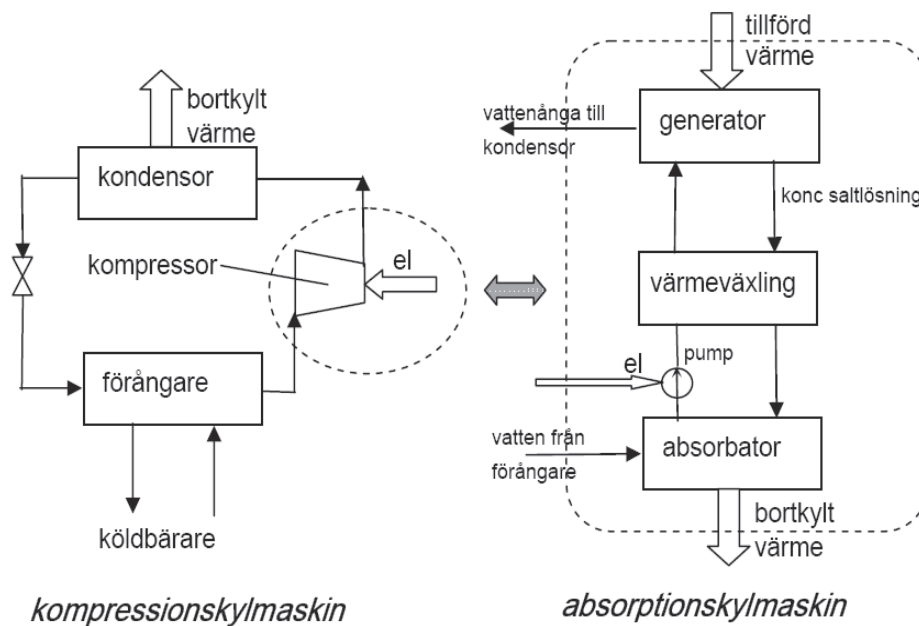 bortkylt
värme
kondensor
kompressor
el
förångare
köldbärare
kompressionskylmaskin
tillförd
värme
vattenånga till
kondensor
generator
konc saltlösning
värmeväxling
pump
el
vatten från
förångare
absorbator
bortkylt
värme
absorptionskylmaskin